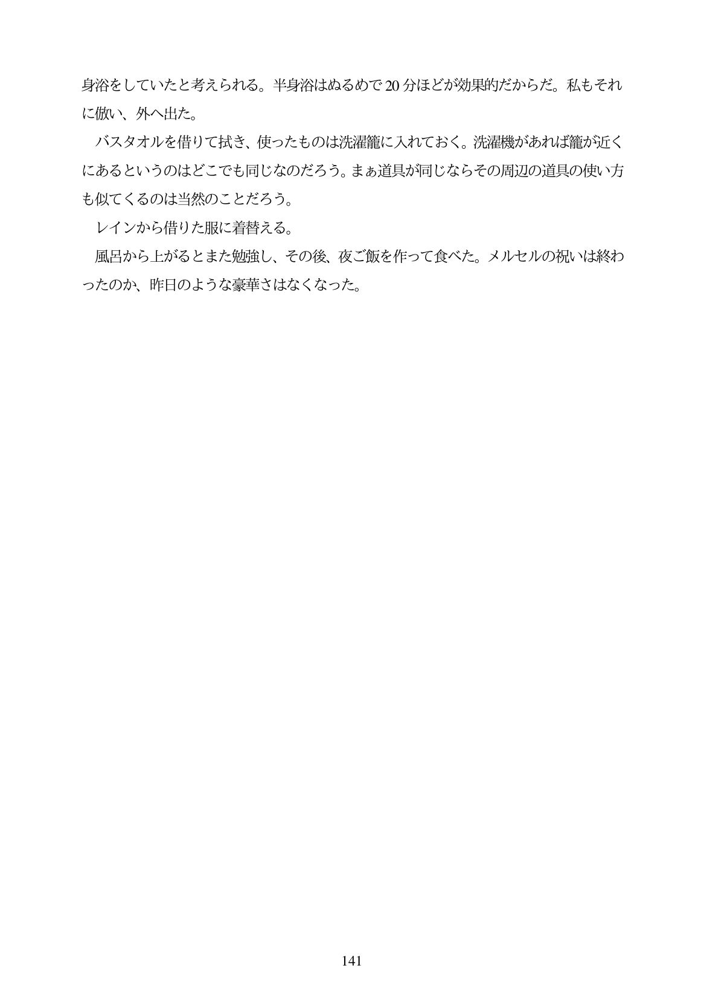 身浴をしていたと考えられる。半身浴はぬるめで 20 分ほどが効果的だからだ。私もそれ
に倣い、外へ出た。
　バスタオルを借りて拭き、使ったものは洗濯籠に入れておく。洗濯機があれば籠が近く
にあるというのはどこでも同じなのだろう。まぁ道具が同じならその周辺の道具の使い方
も似てくるのは当然のことだろう。
　レインから借りた服に着替える。
　風呂から上がるとまた勉強し、その後、夜ご飯を作って食べた。メルセルの祝いは終わ
ったのか、昨日のような豪華さはなくなった。
141